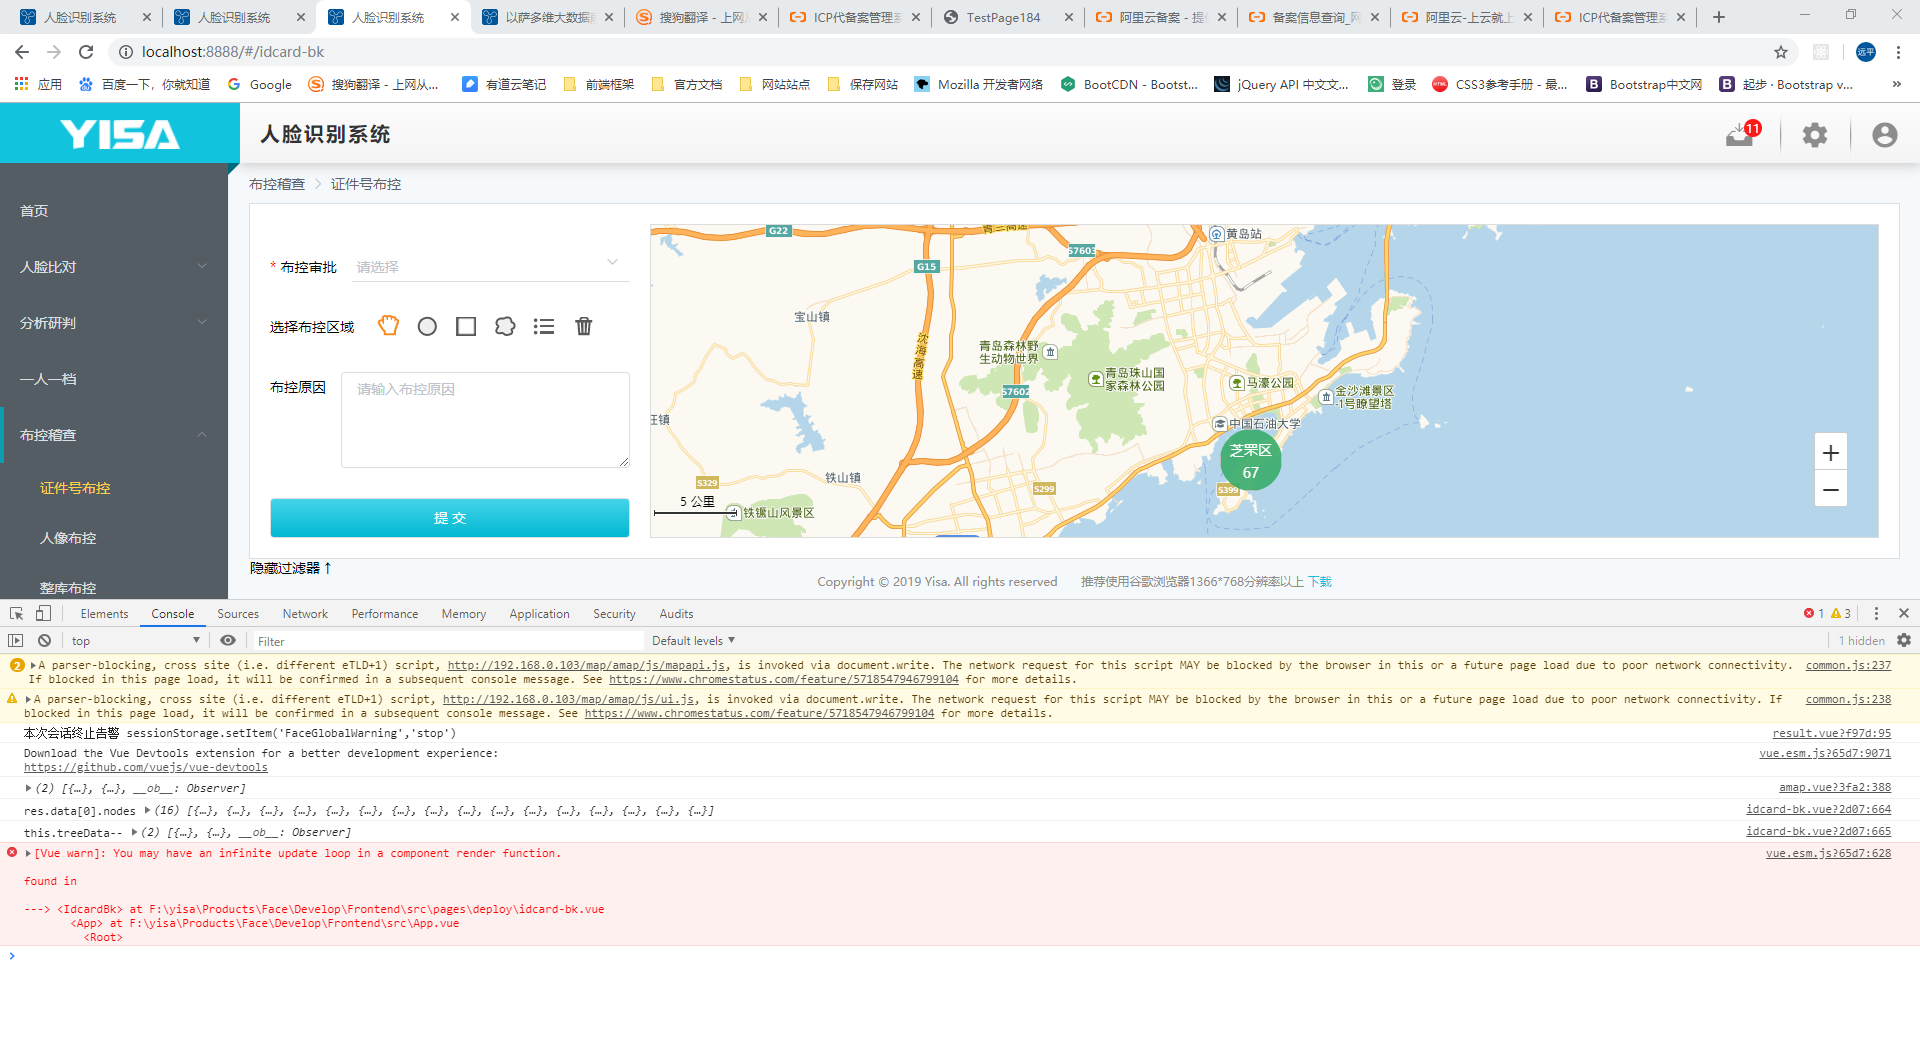 人脸识别系统
人脸识别系统
人脸识别系统
以萨多维大数据
搜狗翻译 - 上网
ICP代备案管理系
TestPage184
阿里云备案 - 提
备案信息查询_网
阿里云-上云就上
ICP代备案管理系
localhost:8888/#/idcard-bk
远平
应用
百度一下，你就知道
Google
搜狗翻译 - 上网从...
有道云笔记
前端框架
官方文档
网站站点
保存网站
Mozilla 开发者网络
BootCDN - Bootst...
jQuery API 中文文...
登录
CSS3参考手册 - 最...
Bootstrap中文网
起步 · Bootstrap v...
»
YISA
人脸识别系统
11
首页
人脸比对
分析研判
一人一档
布控稽查
证件号布控
人像布控
整库布控
布控稽查 > 证件号布控
* 布控审批 请选择
选择布控区域
布控原因 请输入布控原因
提 交
隐藏过滤器 ↑
G22
青兰高速
S7603
黄岛站
G15
宝山镇
沈海高速
青岛森林野
生动物世界
S7602
青岛珠山国
家森林公园
马濠公园
金沙滩景区
-1号瞭望塔
中国石油大学
旺镇
芝罘区
67
S399
铁山镇
S329
S299
5 公里
铁镢山风景区
+
−
Copyright © 2019 Yisa. All rights reserved 推荐使用谷歌浏览器1366*768分辨率以上 下载
Elements Console Sources Network Performance Memory Application Security Audits
1 3
top Filter Default levels ▼ 1 hidden
2 ▶A parser-blocking, cross site (i.e. different eTLD+1) script, http://192.168.0.103/map/amap/js/mapapi.js, is invoked via document.write. The network request for this script MAY be blocked by the browser in this or a future page load due to poor network connectivity. common.js:237
If blocked in this page load, it will be confirmed in a subsequent console message. See https://www.chromestatus.com/feature/5718547946799104 for more details.
▶A parser-blocking, cross site (i.e. different eTLD+1) script, http://192.168.0.103/map/amap/js/ui.js, is invoked via document.write. The network request for this script MAY be blocked by the browser in this or a future page load due to poor network connectivity. If common.js:238
blocked in this page load, it will be confirmed in a subsequent console message. See https://www.chromestatus.com/feature/5718547946799104 for more details.
本次会话终止告警 sessionStorage.setItem('FaceGlobalWarning','stop') result.vue?f97d:95
Download the Vue Devtools extension for a better development experience: vue.esm.js?65d7:9071
https://github.com/vuejs/vue-devtools
▶(2) [{…}, {…}, __ob__: Observer] amap.vue?3fa2:388
res.data[0].nodes ▶(16) [{…}, {…}, {…}, {…}, {…}, {…}, {…}, {…}, {…}, {…}, {…}, {…}, {…}, {…}, {…}, {…}] idcard-bk.vue?2d07:664
this.treeData-- ▶(2) [{…}, {…}, __ob__: Observer] idcard-bk.vue?2d07:665
▶[Vue warn]: You may have an infinite update loop in a component render function. vue.esm.js?65d7:628
found in
---> <IdcardBk> at F:\yisa\Products\Face\Develop\Frontend\src\pages\deploy\idcard-bk.vue
<App> at F:\yisa\Products\Face\Develop\Frontend\src\App.vue
<Root>
>